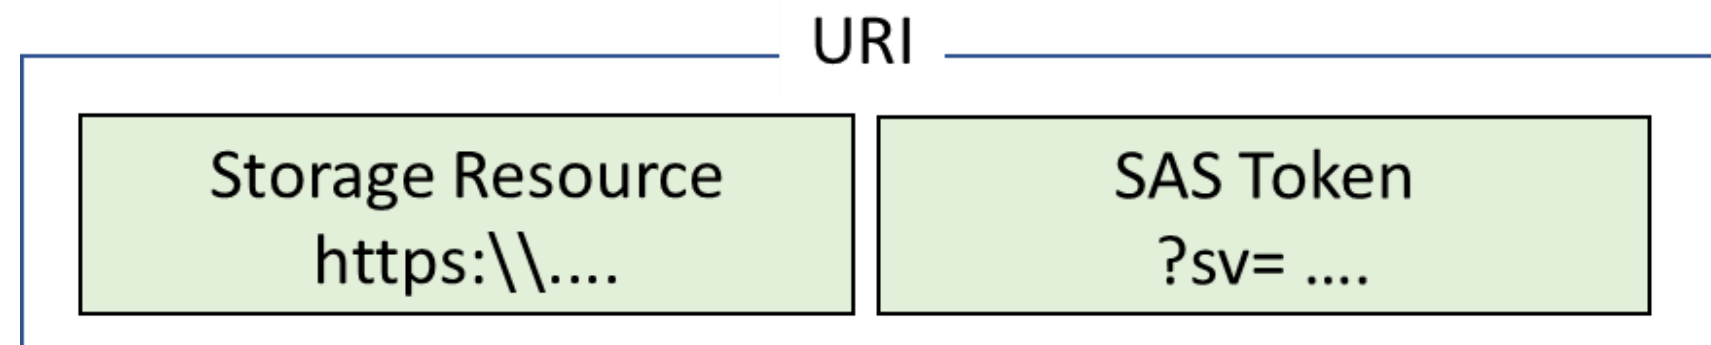 URI
Storage Resource
https:\\....
SAS Token
?sv= ....